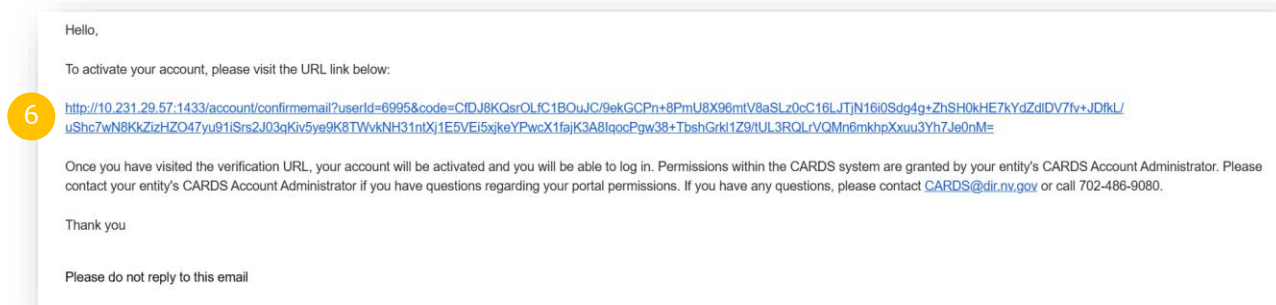 Hello,
To activate your account, please visit the URL link below:
6
http://10.231.29.57:1433/account/confirmemail?userId=6995&code=CfDJ8KQsrOLfC1BOuJC/9ekGCPn+8PmU8X96mtV8aSLz0cC16LJTjN16i0Sdg4g+ZhSH0kHE7kYdZdIDV7fv+JDfkL/
uShc7wN8KkZizHZO47yu91iSrs2J03qKiv5ye9K8TWvkNH31ntXj1E5VEi5xjkeYPwcX1fajK3A8IqocPgw38+TbshGrkl1Z9/tUL3RQLrVQMn6mkhpXxuu3Yh7Je0nM=
Once you have visited the verification URL, your account will be activated and you will be able to log in. Permissions within the CARDS system are granted by your entity's CARDS Account Administrator. Please
contact your entity's CARDS Account Administrator if you have questions regarding your portal permissions. If you have any questions, please contact CARDS@dir.nv.gov or call 702-486-9080.
Thank you
Please do not reply to this email